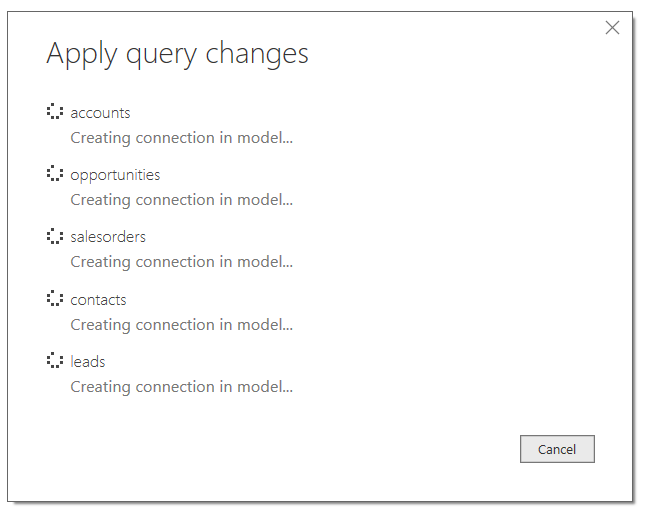 Apply query changes
accounts
Creating connection in model...
opportunities
Creating connection in model...
salesorders
Creating connection in model...
contacts
Creating connection in model...
leads
Creating connection in model...
Cancel